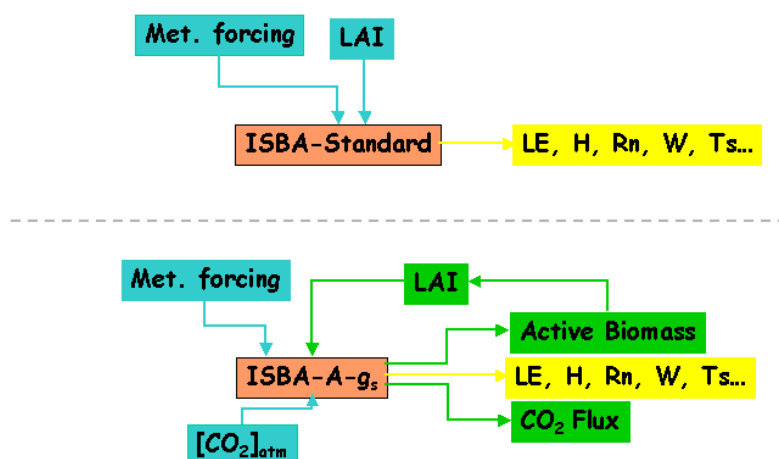 Met. forcing
LAI
ISBA-Standard
LE, H, Rn, W, Ts...
Met. forcing
LAI
Active Biomass
ISBA-A-gₛ
LE, H, Rn, W, Ts...
CO₂ Flux
[CO₂]ₐₜₘ